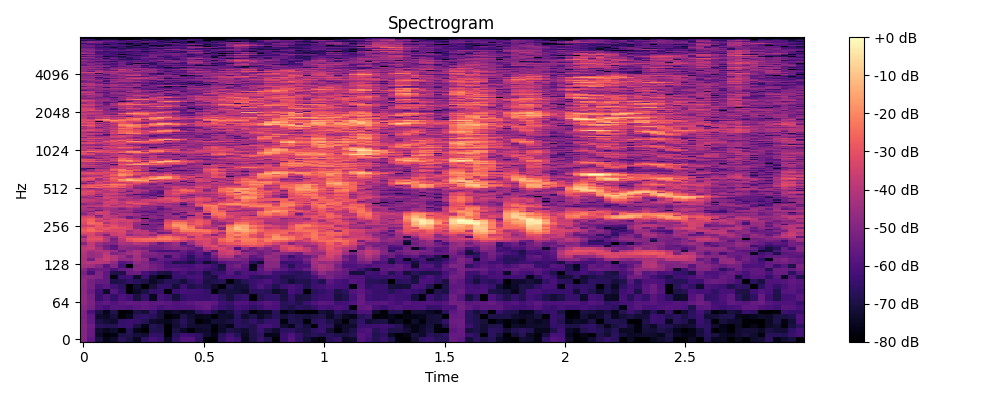 Spectrogram
Hz
4096
2048
1024
512
256
128
64
0
0
0.5
1
1.5
2
2.5
Time
+0 dB
-10 dB
-20 dB
-30 dB
-40 dB
-50 dB
-60 dB
-70 dB
-80 dB